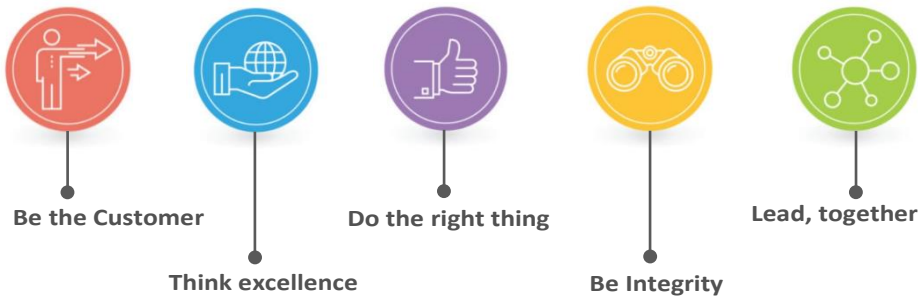 Be the Customer
Think excellence
Do the right thing
Be Integrity
Lead, together